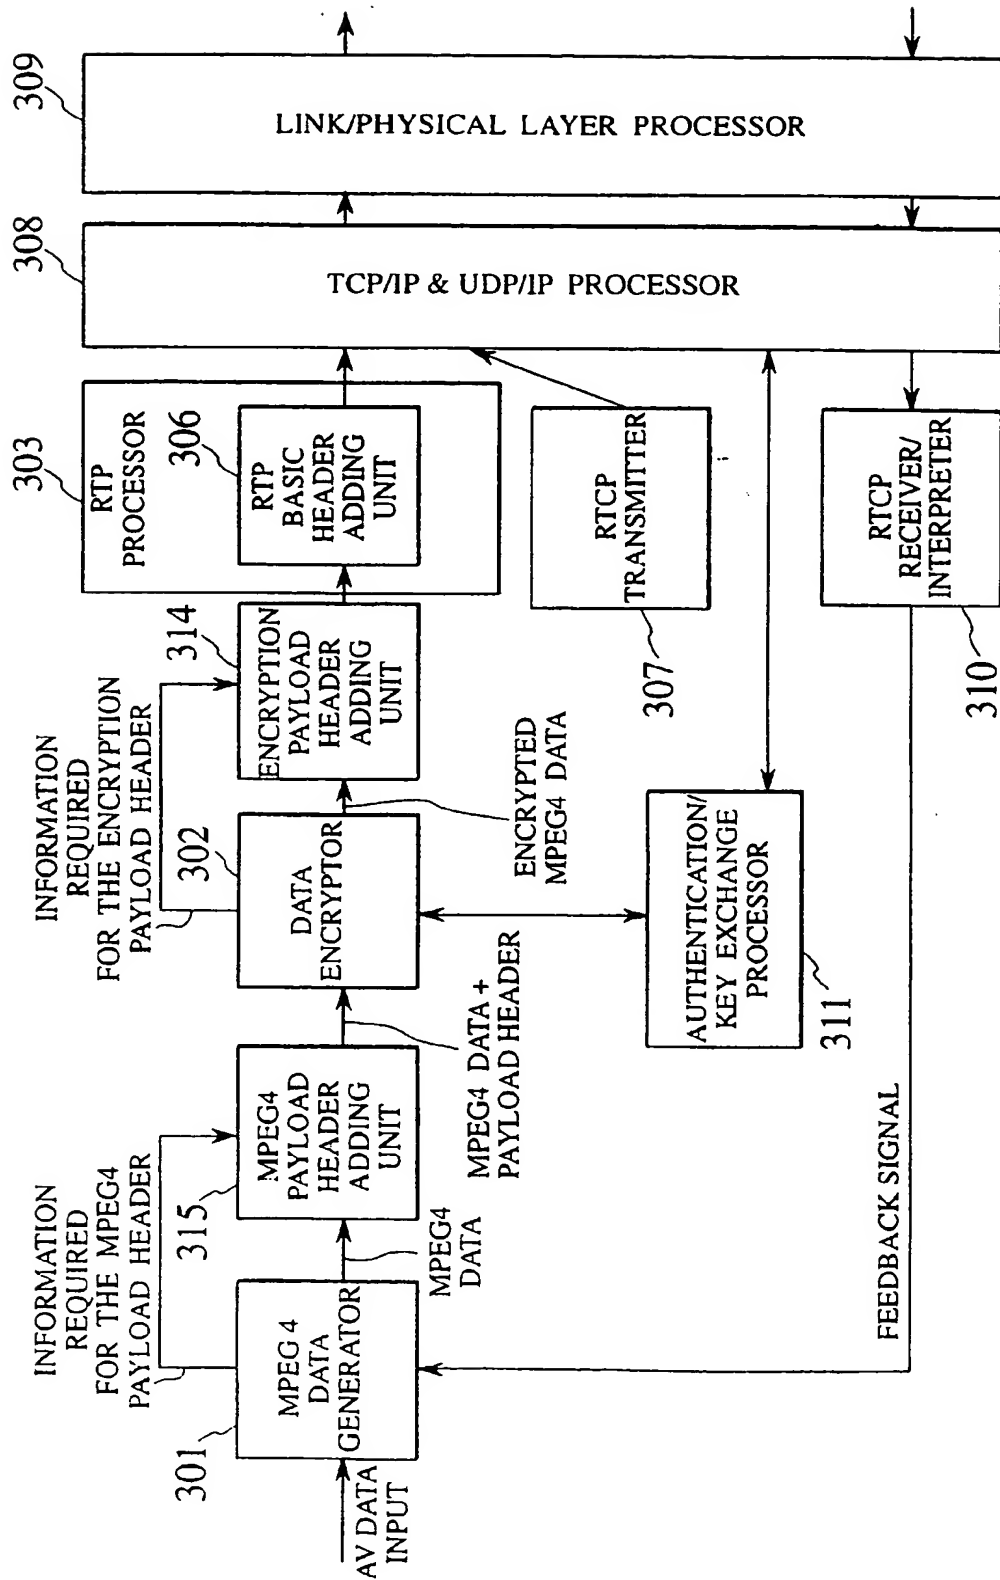 INFORMATION
REQUIRED
FOR THE MPEG4
PAYLOAD HEADER
INFORMATION
REQUIRED
FOR THE ENCRYPTION
PAYLOAD HEADER
301
315
302
314
303
308
309
AV DATA
INPUT
MPEG 4
DATA
GENERATOR
MPEG4
DATA
MPEG4
PAYLOAD
HEADER
ADDING
UNIT
MPEG4 DATA +
PAYLOAD HEADER
DATA
ENCRYPTOR
ENCRYPTED
MPEG4 DATA
ENCRYPTION
PAYLOAD
HEADER
ADDING
UNIT
RTP
PROCESSOR
306
RTP
BASIC
HEADER
ADDING
UNIT
TCP/IP & UDP/IP PROCESSOR
LINK/PHYSICAL LAYER PROCESSOR
RTCP
TRANSMITTER
307
AUTHENTICATION/
KEY EXCHANGE
PROCESSOR
311
RTCP
RECEIVER/
INTERPRETER
310
FEEDBACK SIGNAL